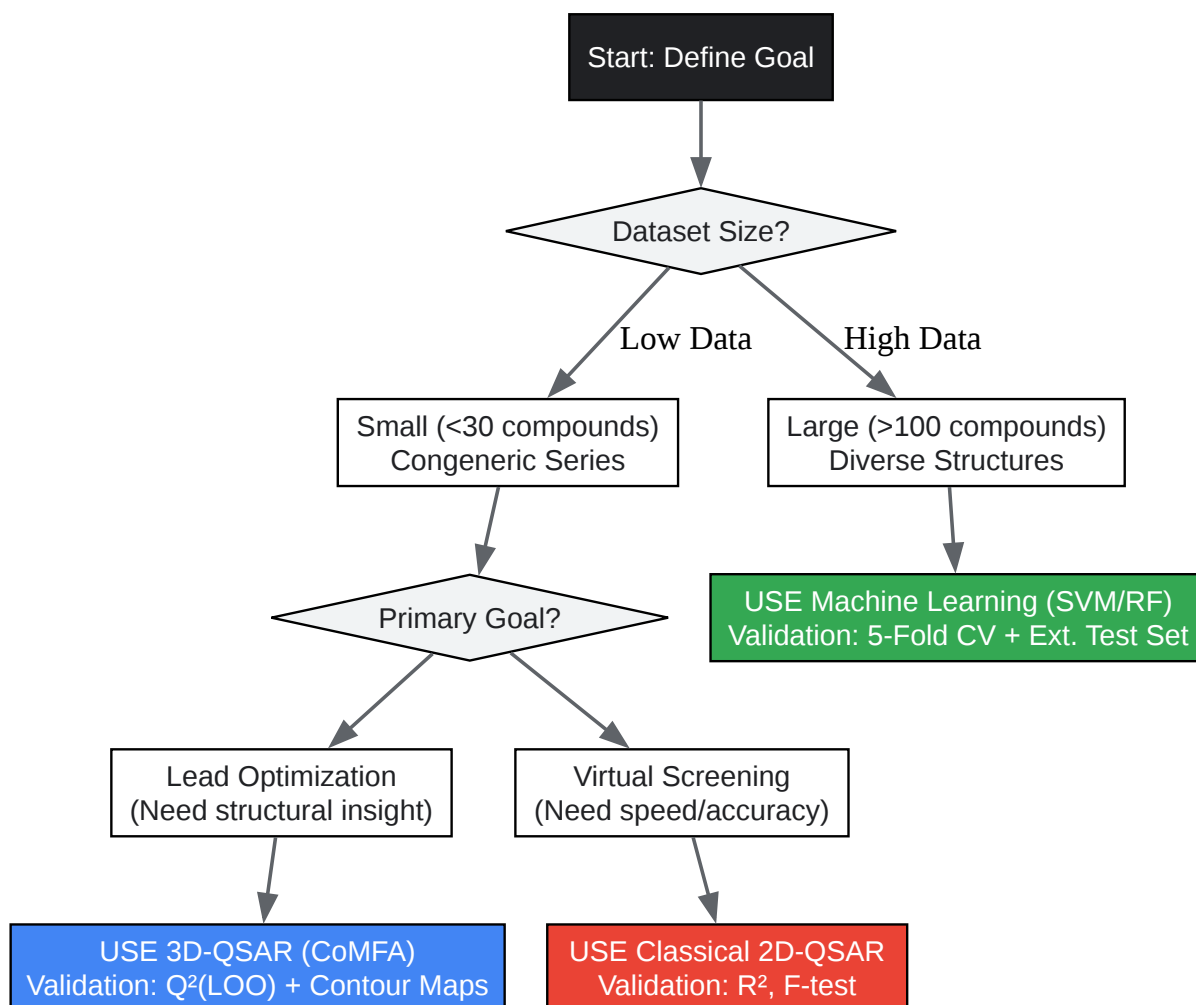 Start: Define Goal
Dataset Size?
Low Data
High Data
Small (<30 compounds)
Congeneric Series
Large (>100 compounds)
Diverse Structures
Primary Goal?
USE Machine Learning (SVM/RF)
Validation: 5-Fold CV + Ext. Test Set
Lead Optimization
(Need structural insight)
Virtual Screening
(Need speed/accuracy)
USE 3D-QSAR (CoMFA)
Validation: Q²(LOO) + Contour Maps
USE Classical 2D-QSAR
Validation: R², F-test